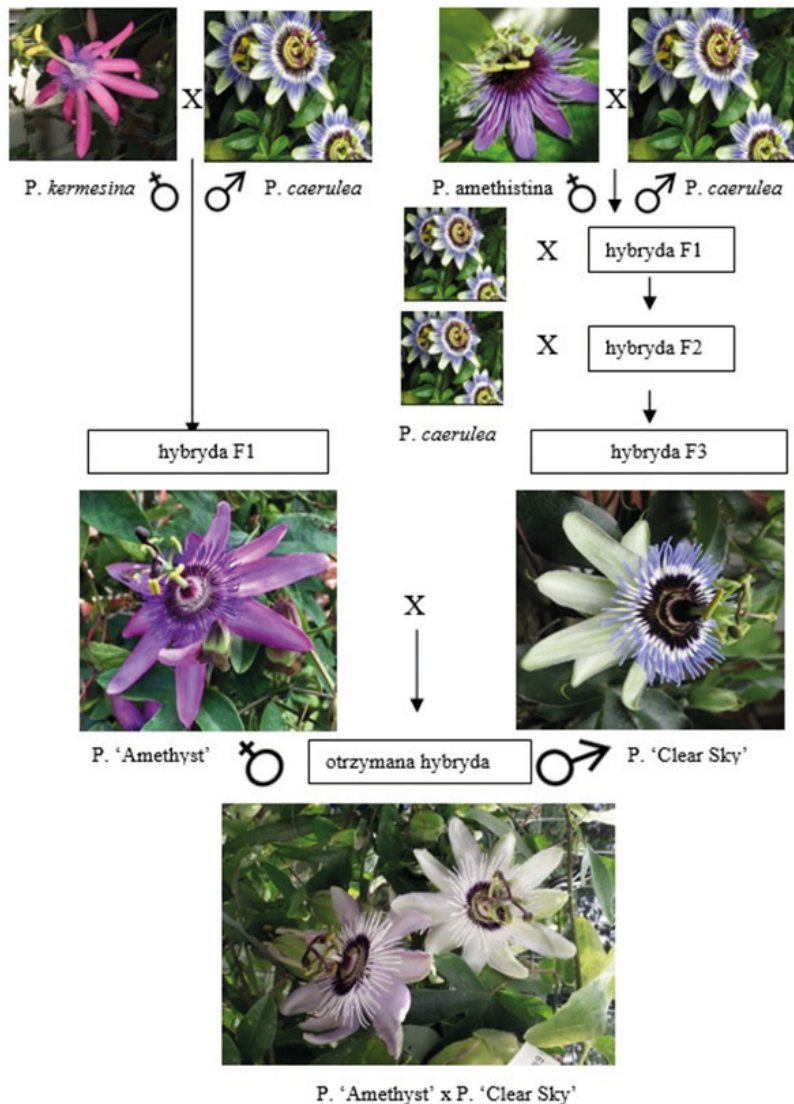 X
X
P. kermesina ♀ ♂ P. caerulea
P. amethistina ♀ ♂ P. caerulea
X hybryda F1
X hybryda F2
P. caerulea
hybryda F1
hybryda F3
X
P. ‘Amethyst’ ♀ otrzymana hybryda ♂ P. ‘Clear Sky’
P. ‘Amethyst’ x P. ‘Clear Sky’